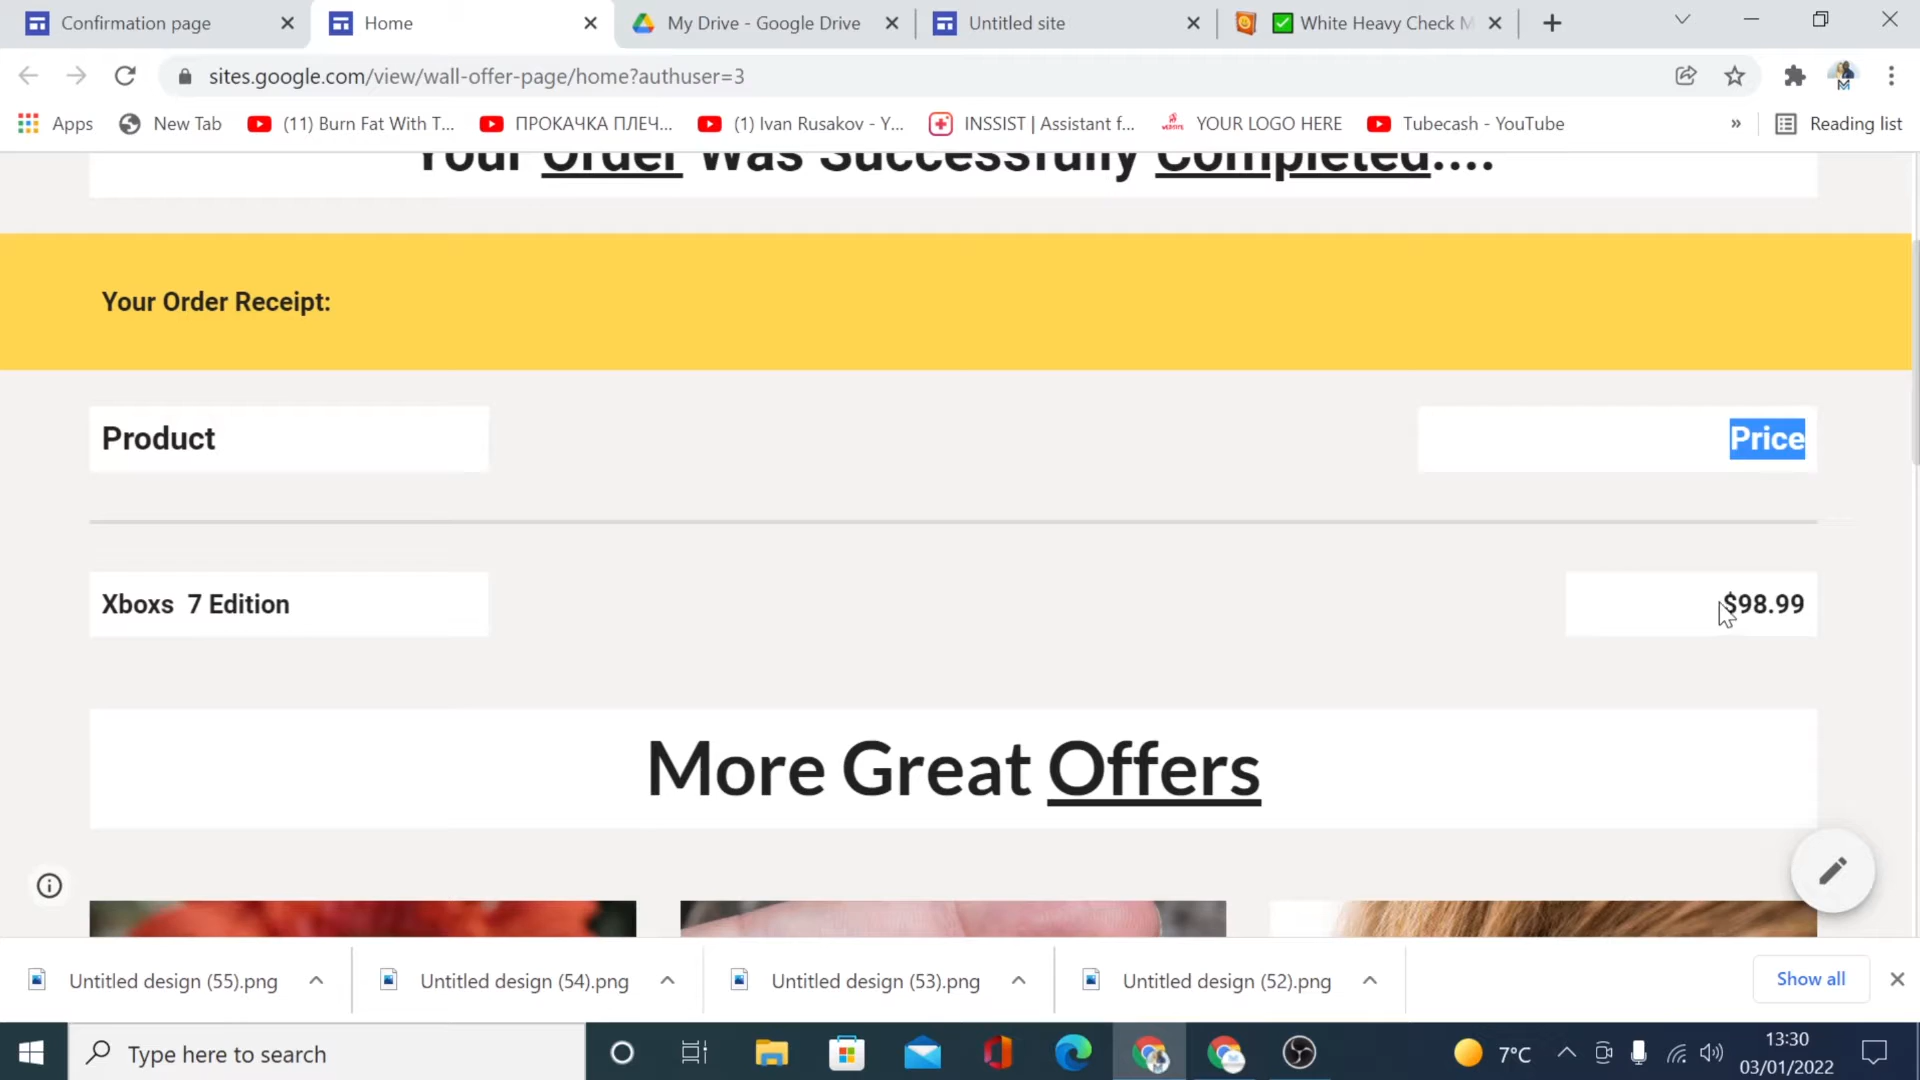 Confirmation page
Home
My Drive - Google Drive
Untitled site
White Heavy Check M
sites.google.com/view/wall-offer-page/home?authuser=3
Apps
New Tab
(11) Burn Fat With T...
ПРОКАЧКА ПЛЕЧ...
(1) Ivan Rusakov - Y...
INSSIST | Assistant f...
YOUR LOGO HERE
Tubecash - YouTube
»
Reading list
Your Order Was Successfully Completed....
Your Order Receipt:
Product
Price
Xboxs 7 Edition
$98.99
More Great Offers
Untitled design (55).png
Untitled design (54).png
Untitled design (53).png
Untitled design (52).png
Show all
Type here to search
7°C
13:30
03/01/2022